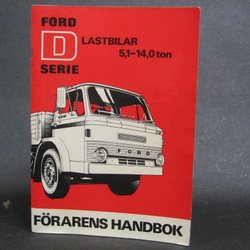 FORD
D LASTBILAR
5,1-14,0 ton
SERIE
FORD
FÖRARENS HANDBOK